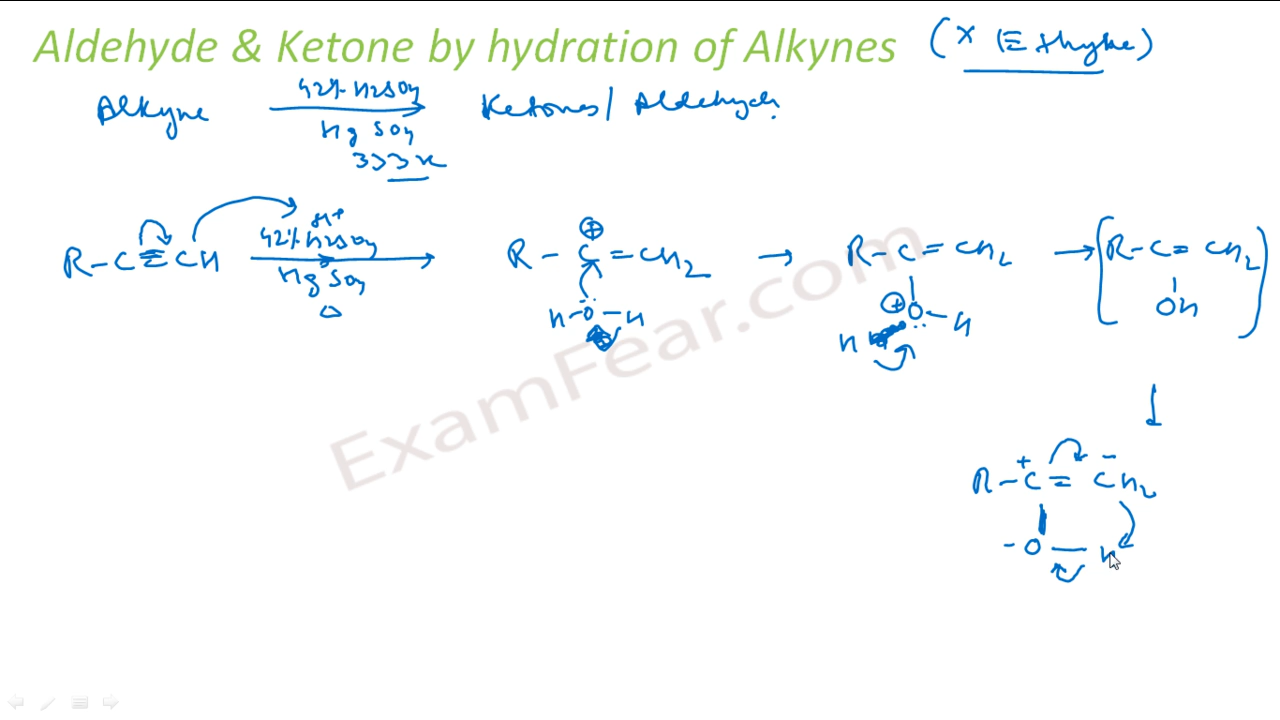 Aldehyde & Ketone by hydration of Alkynes (X Ethyne)
Alkyne 42% H2SO4 Ketones/ Aldehyde.
HgSO4
333K
R-C≡CH 42% H2SO4 H+ R-C=CH2 → R-C=CH2 → [R-C=CH2
HgSO4 ⊕ ⊕ OH]
Δ H-O-H H O-H
↓
R-C=CH2
+ -
-O-H
ExamFear.com